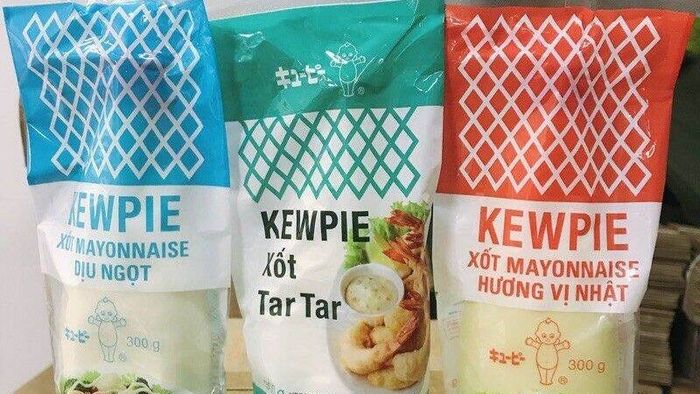 KEWPIE
XỐT MAYONNAISE
DỊU NGỌT
キユーピー
®
300 g
キユーピー
®
KEWPIE
Xốt
Tar Tar
KEWPIE
XỐT MAYONNAISE
HƯƠNG VỊ NHẬT
キユーピー
®
300 g